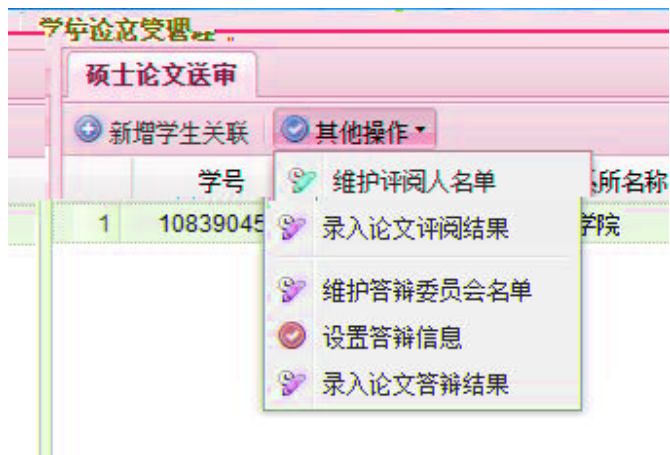 学位论文管理
硕士论文送审
新增学生关联 其他操作
学号 所名称
1 10839045 学院
维护评阅人名单
录入论文评阅结果
维护答辩委员会名单
设置答辩信息
录入论文答辩结果